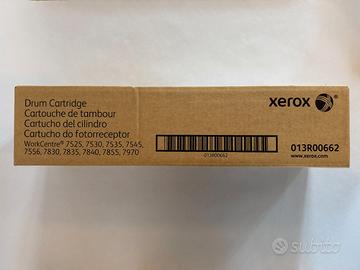 Drum Cartridge
Cartouche de tambour
Cartucho del cilindro
Cartucho do fotorreceptor
WorkCentre® 7525, 7530, 7535, 7545,
7556, 7830, 7835, 7845, 7855, 7970
013R00662
xerox
013R00662
www.xerox.com
subito